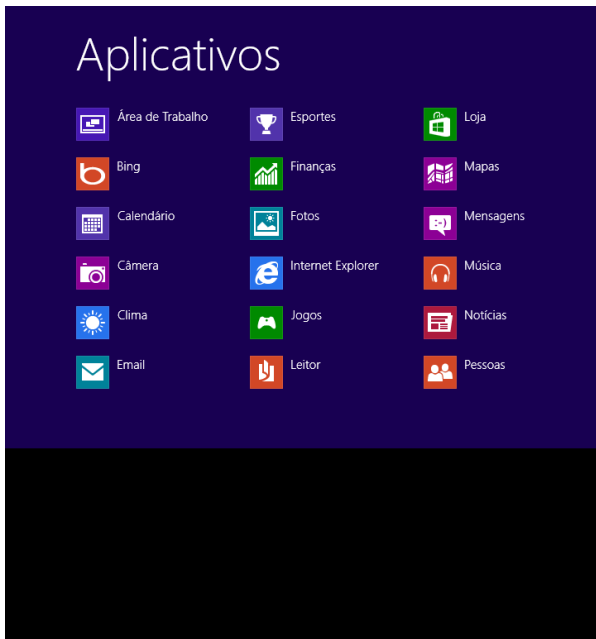 Aplicativos
Área de Trabalho
Bing
Calendário
Câmera
Clima
Email
Esportes
Finanças
Fotos
Internet Explorer
Jogos
Leitor
Loja
Mapas
Mensagens
:-)
Música
Notícias
Pessoas